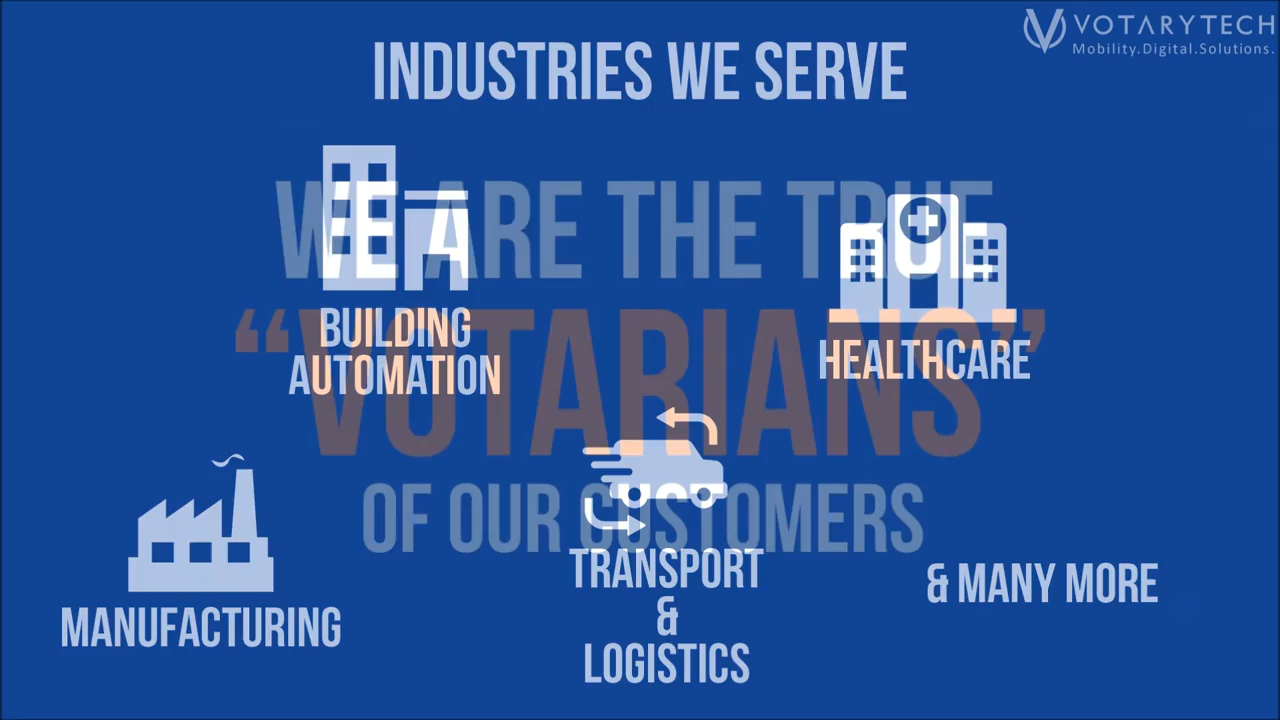 VOTARYTECH
Mobility.Digital.Solutions.
INDUSTRIES WE SERVE
WE ARE THE TRUE
“VOTARIANS”
OF OUR CUSTOMERS
BUILDING
AUTOMATION
HEALTHCARE
MANUFACTURING
TRANSPORT
&
LOGISTICS
& MANY MORE